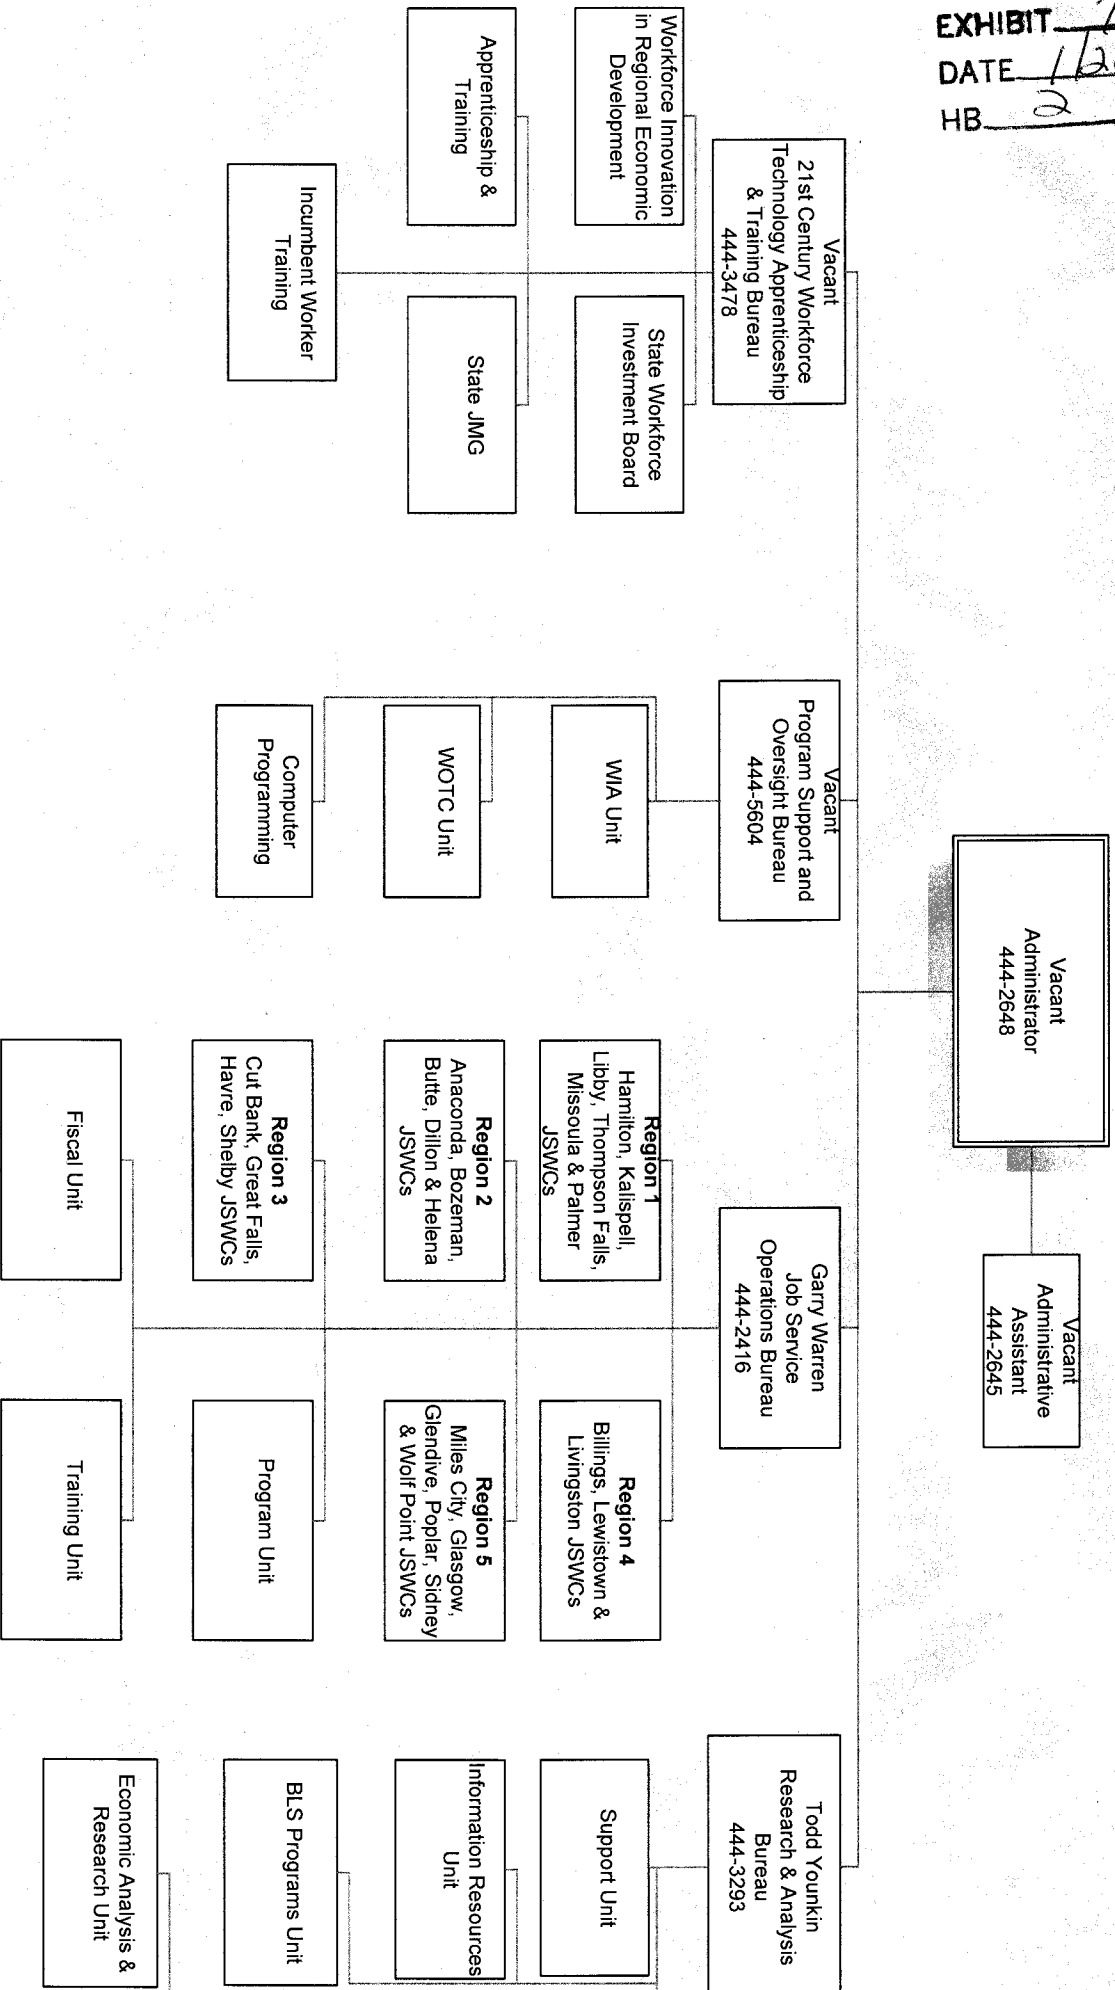 EXHIBIT
DATE
HB 2
Vacant
Administrator
444-2648
Vacant
Administrative
Assistant
444-2645
Vacant
21st Century Workforce
Technology Apprenticeship
& Training Bureau
444-3478
Workforce Innovation
in Regional Economic
Development
State Workforce
Investment Board
Apprenticeship &
Training
State JMG
Incumbent Worker
Training
Vacant
Program Support and
Oversight Bureau
444-5604
WIA Unit
WOTC Unit
Computer
Programming
Garry Warren
Job Service
Operations Bureau
444-2416
Region 1
Hamilton, Kalispell,
Libby, Thompson Falls,
Missoula & Palmer
JSWCs
Region 4
Billings, Lewistown &
Livingston JSWCs
Region 2
Anaconda, Bozeman,
Butte, Dillon & Helena
JSWCs
Region 5
Miles City, Glasgow,
Glendive, Poplar, Sidney
& Wolf Point JSWCs
Region 3
Cut Bank, Great Falls,
Havre, Shelby JSWCs
Program Unit
Fiscal Unit
Training Unit
Todd Younkin
Research & Analysis
Bureau
444-3293
Support Unit
Information Resources
Unit
BLS Programs Unit
Economic Analysis &
Research Unit